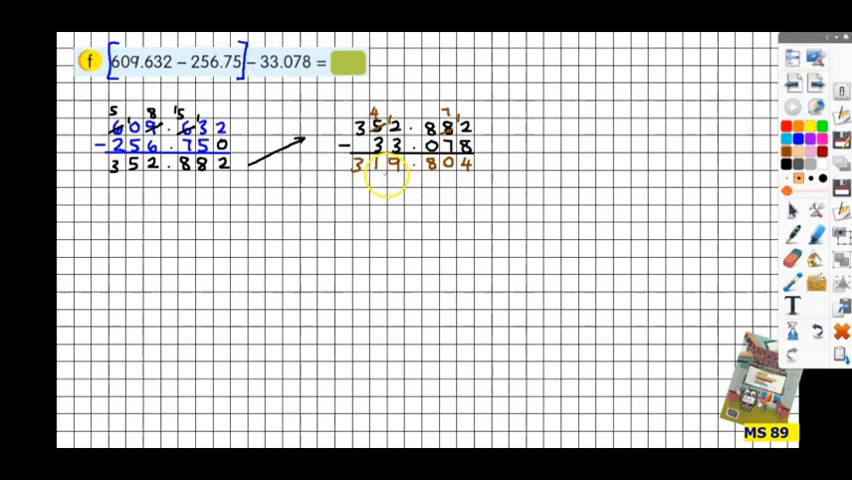 f [609.632 – 256.75] – 33.078 =
5 8 15 1
609.632
– 256.750
352.882
4 1 7 1
352.882
– 33.078
319.804
T
MS 89